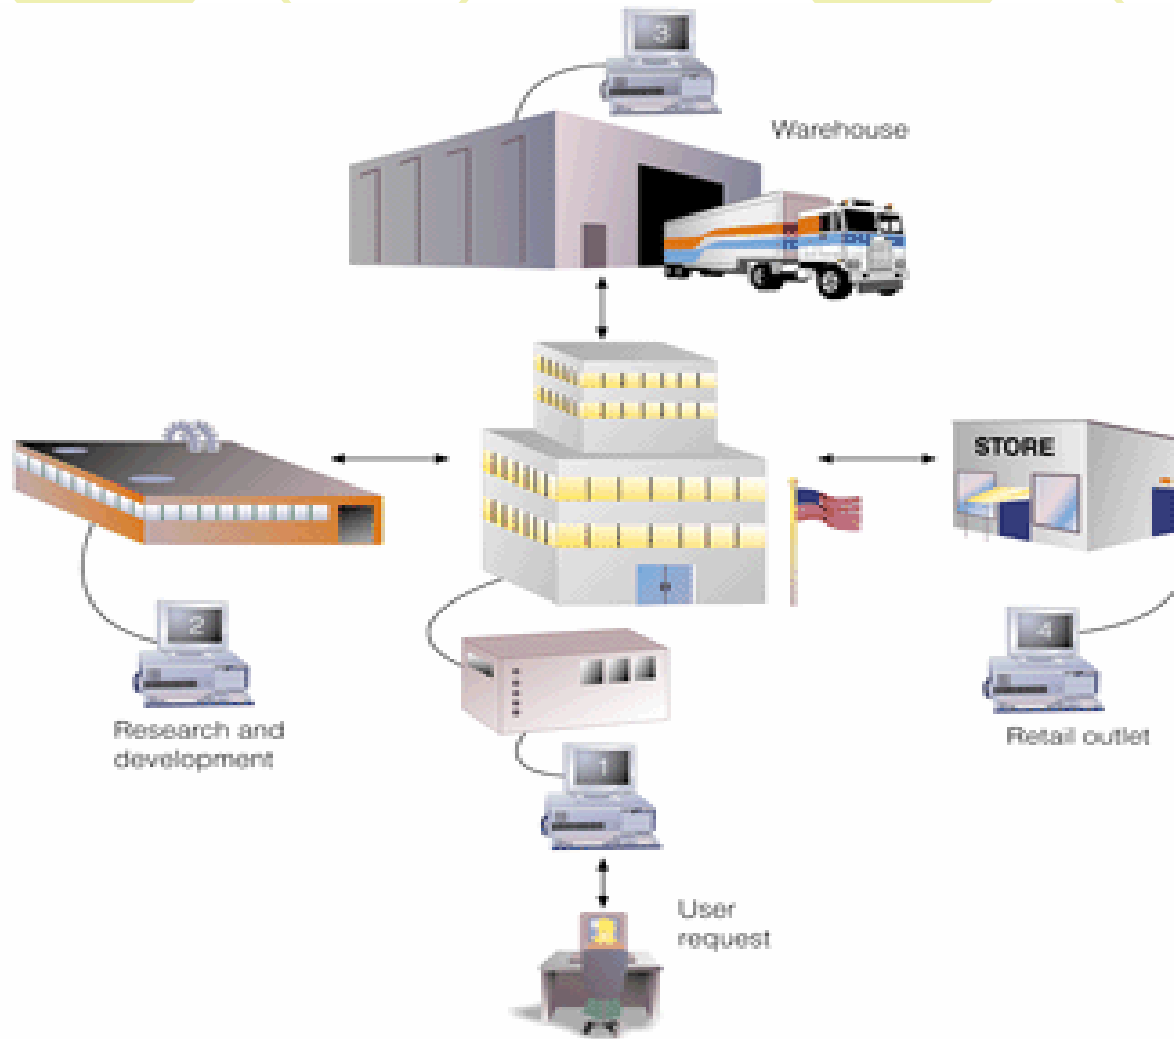 3
Warehouse
STORE
2
4
Research and
development
Retail outlet
1
User
request